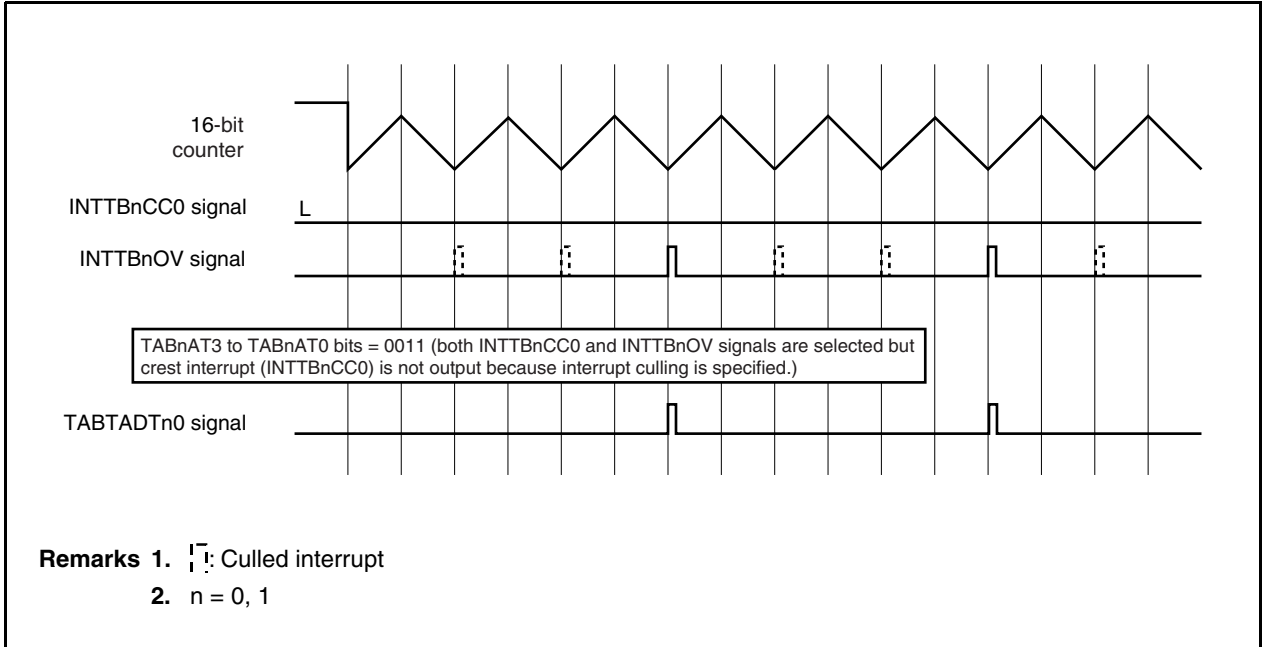 16-bit
counter
INTTBnCC0 signal
L
INTTBnOV signal
TABnAT3 to TABnAT0 bits = 0011 (both INTTBnCC0 and INTTBnOV signals are selected but
crest interrupt (INTTBnCC0) is not output because interrupt culling is specified.)
TABTADTn0 signal
Remarks 1. : Culled interrupt
2. n = 0, 1